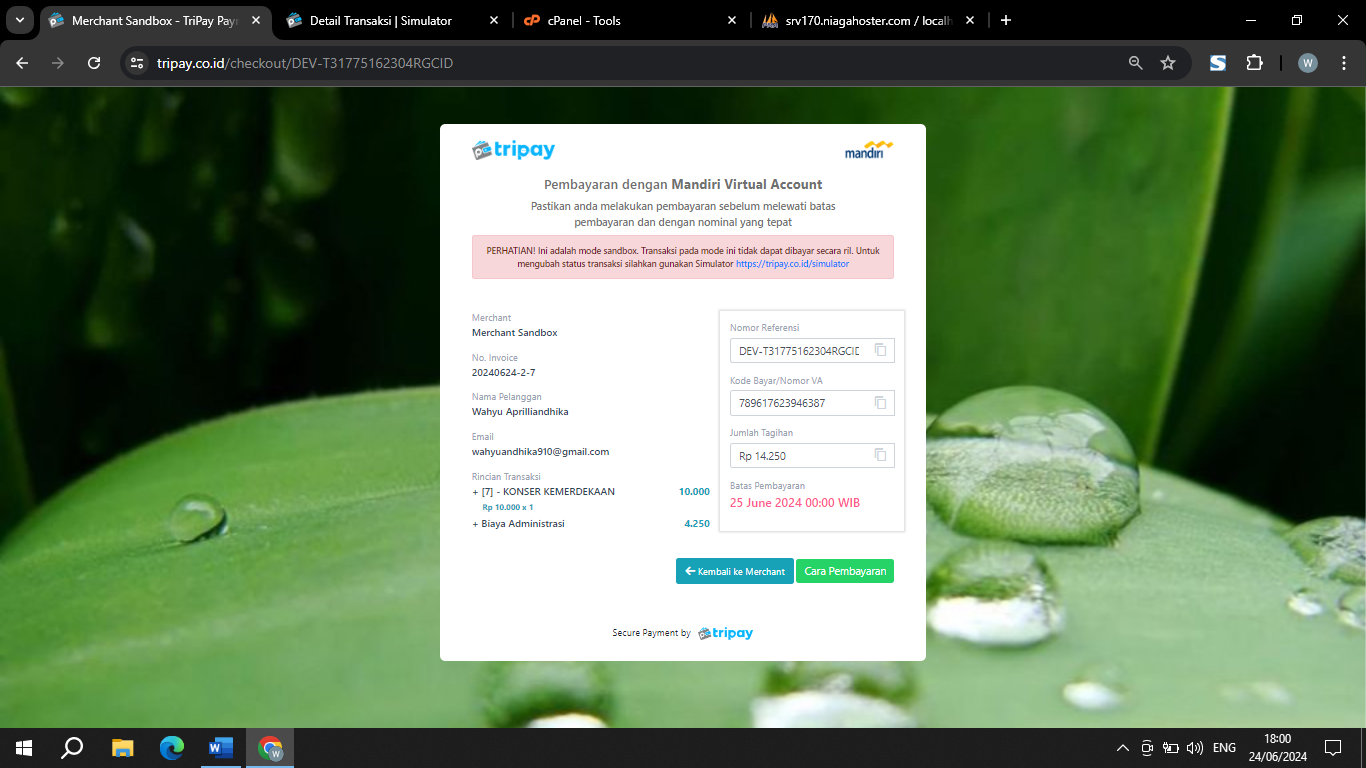 Merchant Sandbox - TriPay Payr
Detail Transaksi | Simulator
cPanel - Tools
srv170.niagahoster.com / localh
tripay.co.id/checkout/DEV-T31775162304RGCID
W
tripay
mandiri
Pembayaran dengan Mandiri Virtual Account
Pastikan anda melakukan pembayaran sebelum melewati batas
pembayaran dan dengan nominal yang tepat
PERHATIAN! Ini adalah mode sandbox. Transaksi pada mode ini tidak dapat dibayar secara riil. Untuk
mengubah status transaksi silahkan gunakan Simulator https://tripay.co.id/simulator
Merchant
Merchant Sandbox
No. Invoice
20240624-2-7
Nama Pelanggan
Wahyu Aprilliandhika
Email
wahyuandhika910@gmail.com
Rincian Transaksi
+ [7] - KONSER KEMERDEKAAN 10.000
Rp 10.000 x 1
+ Biaya Administrasi 4.250
Nomor Referensi
DEV-T31775162304RGCID
Kode Bayar/Nomor VA
789617623946387
Jumlah Tagihan
Rp 14.250
Batas Pembayaran
25 June 2024 00:00 WIB
Kembali ke Merchant
Cara Pembayaran
Secure Payment by tripay
ENG
18:00
24/06/2024